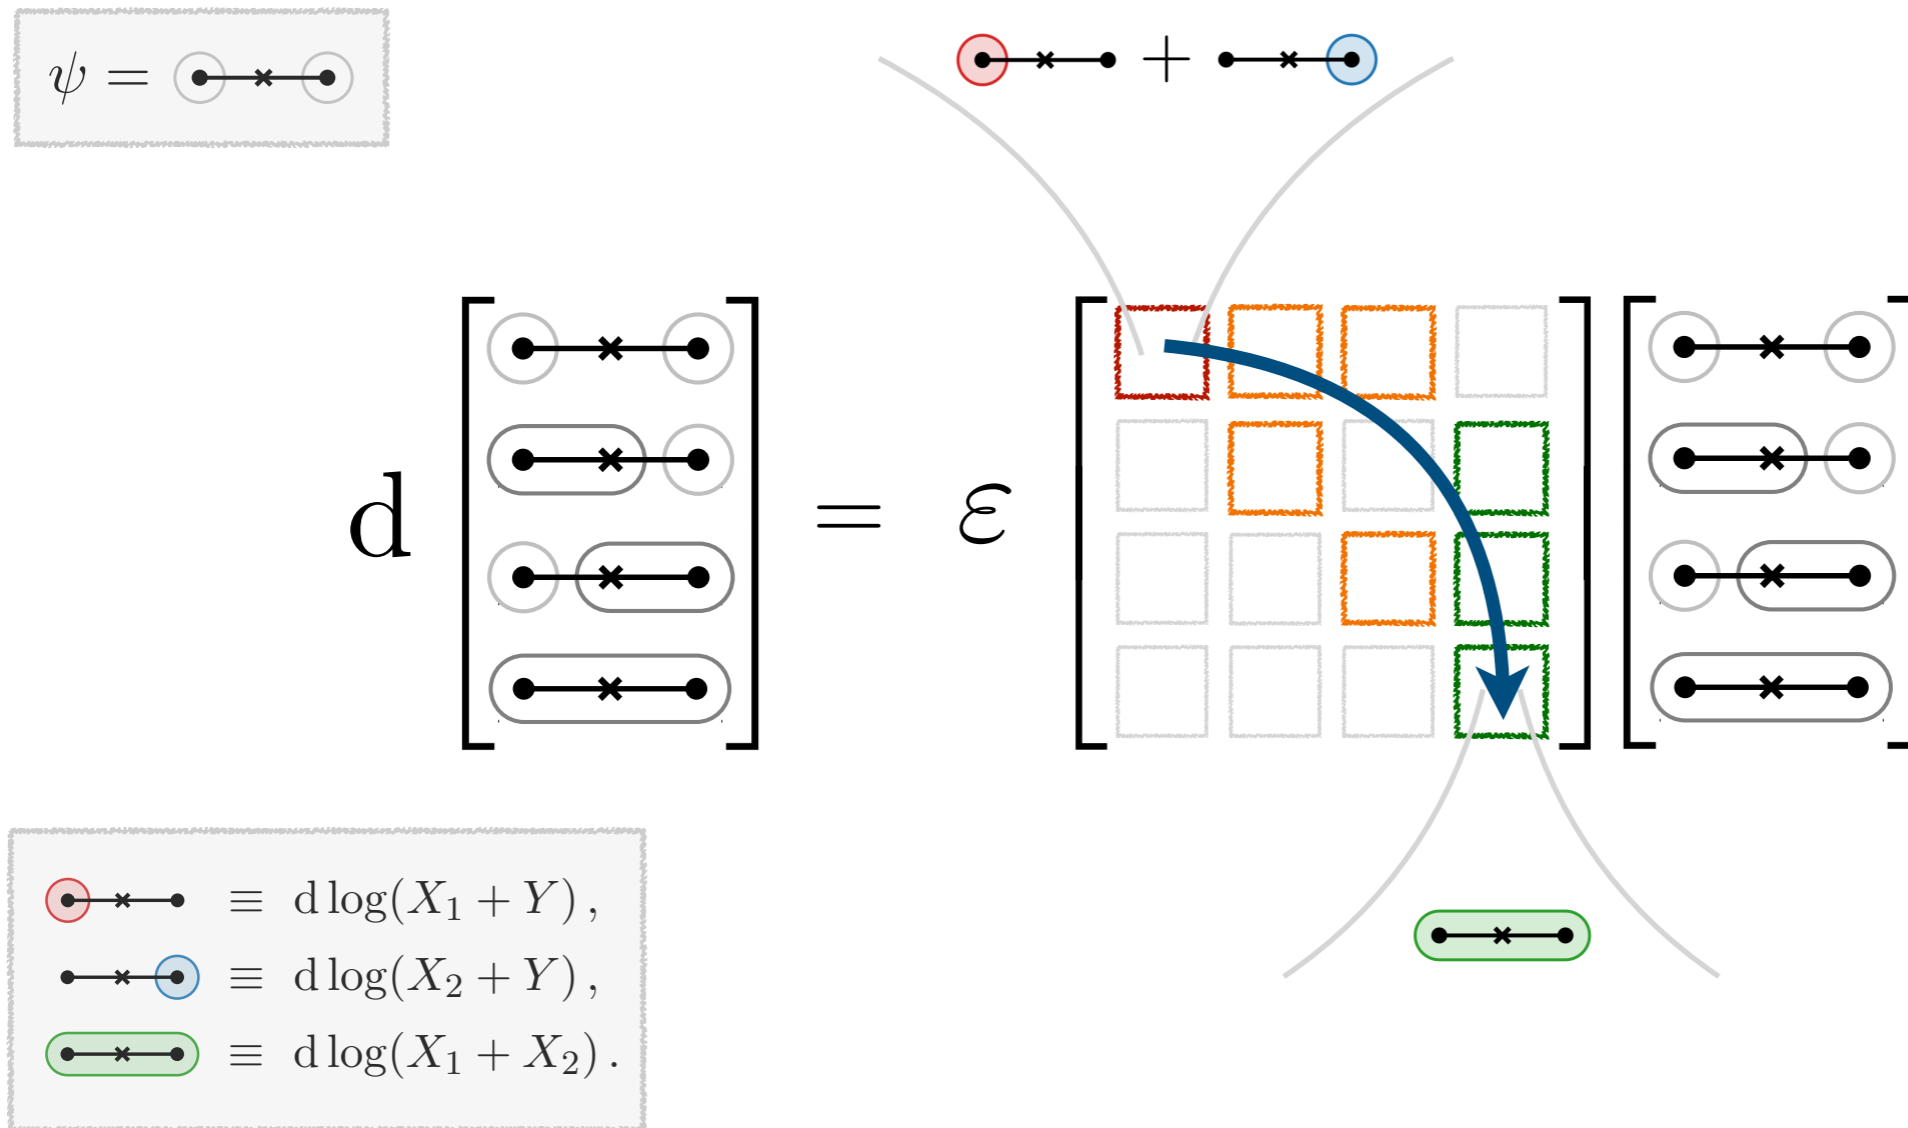 ψ =
+
d = ε
≡ d log(X₁ + Y) ,
≡ d log(X₂ + Y) ,
≡ d log(X₁ + X₂) .